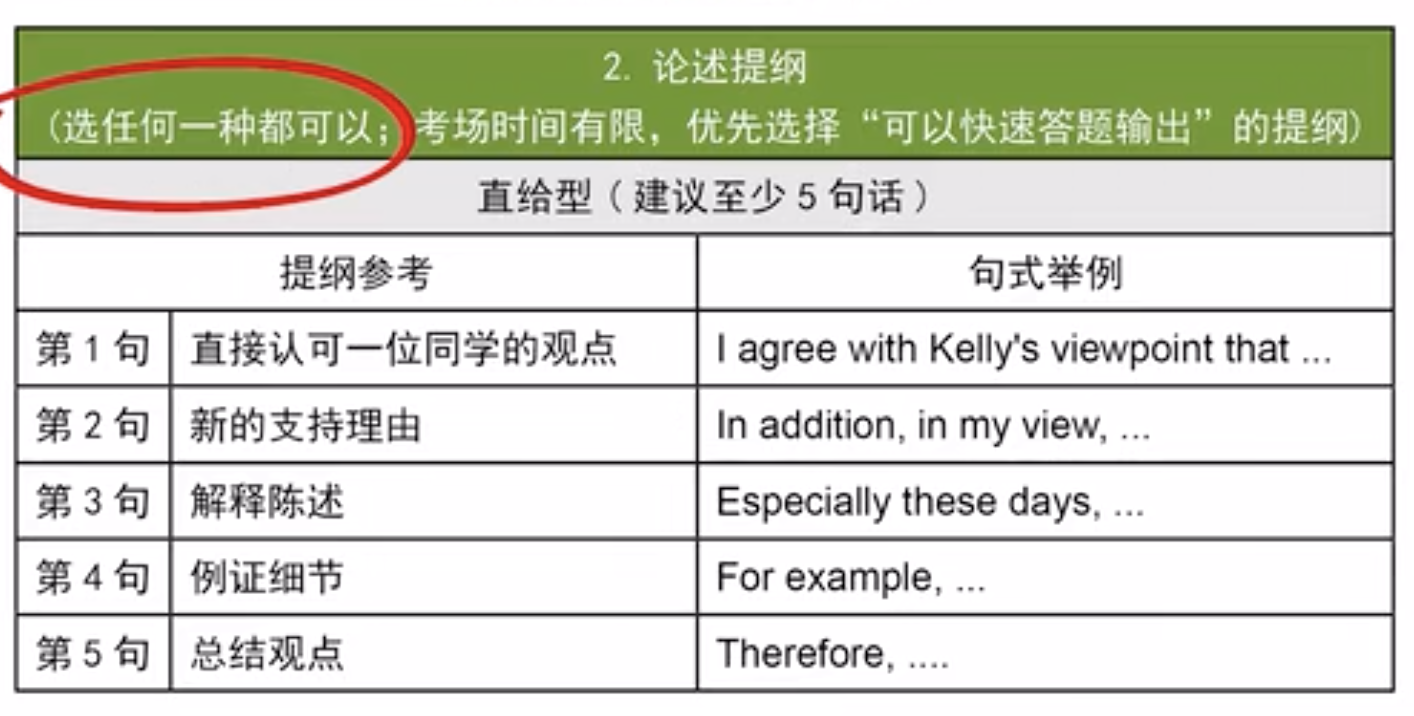 2. 论述提纲
（选任何一种都可以；考场时间有限，优先选择“可以快速答题输出”的提纲）
直给型（建议至少5句话）
提纲参考 句式举例
第1句 直接认可一位同学的观点 I agree with Kelly's viewpoint that ...
第2句 新的支持理由 In addition, in my view, ...
第3句 解释陈述 Especially these days, ...
第4句 例证细节 For example, ...
第5句 总结观点 Therefore, ....